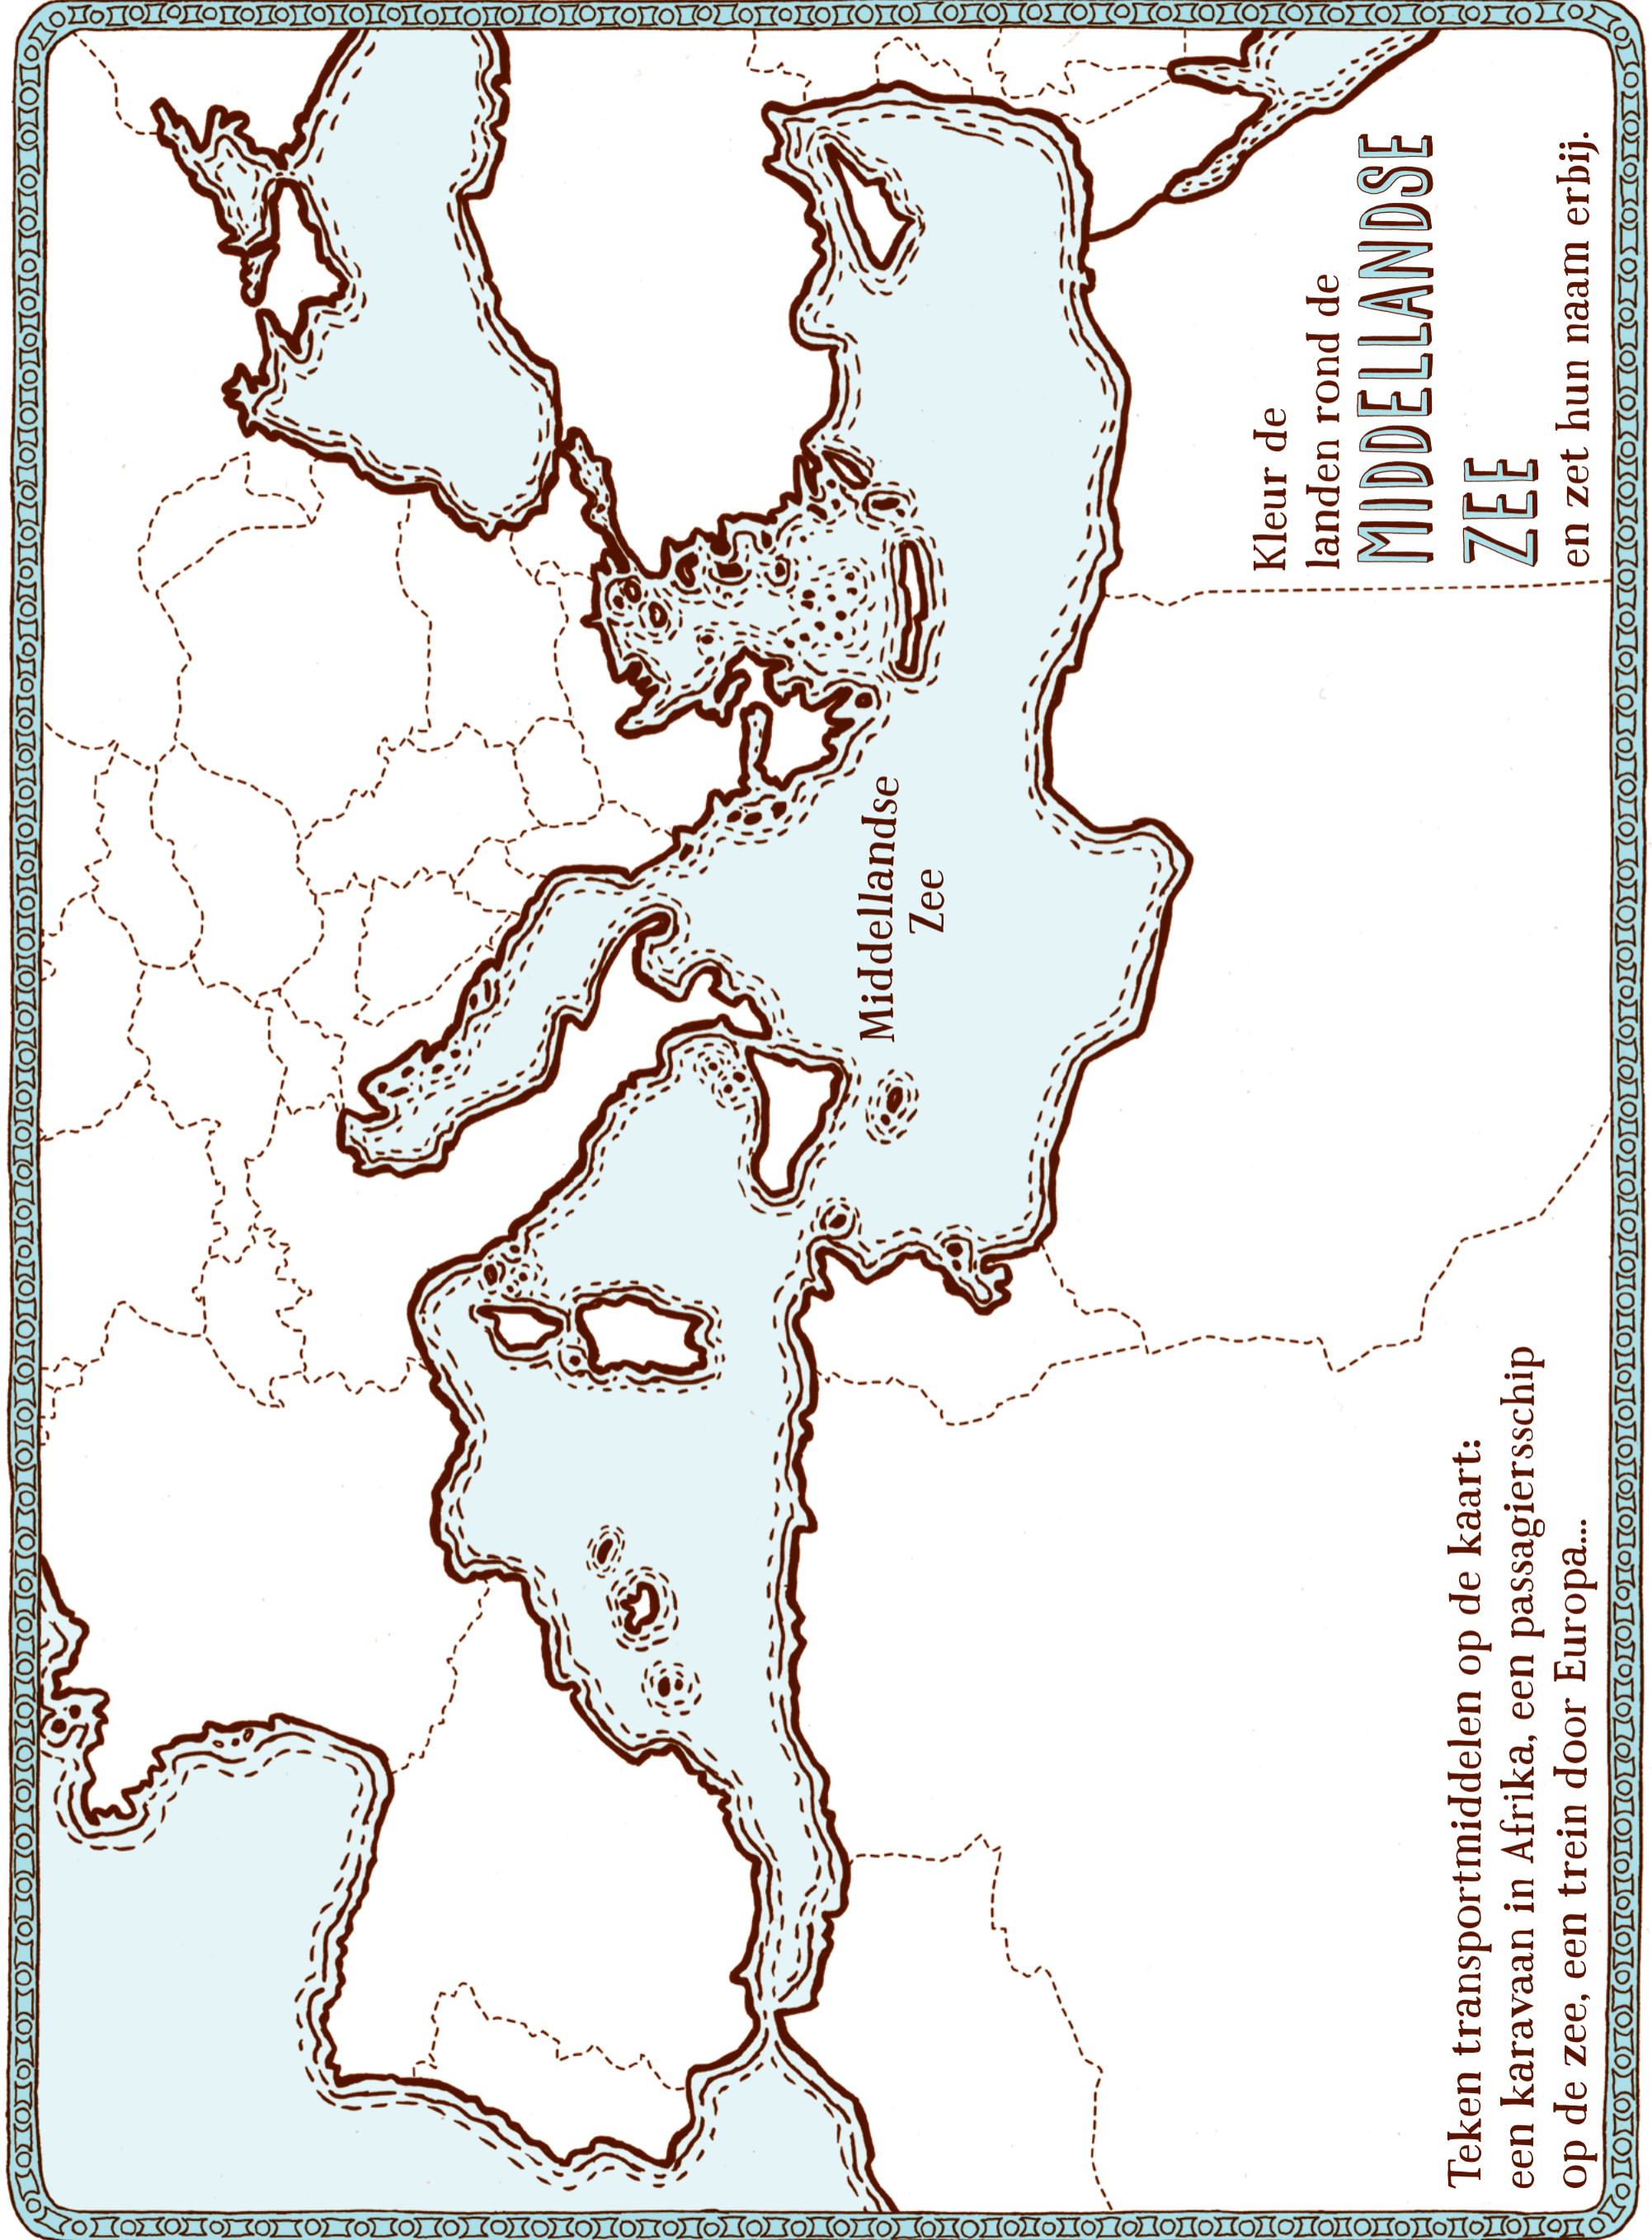 Middellandse
Zee
Teken transportmiddelen op de kaart:
een karavaan in Afrika, een passagiersschip
op de zee, een trein door Europa...
Kleur de
landen rond de
MIDDELLANDSE
ZEE
en zet hun naam erbij.